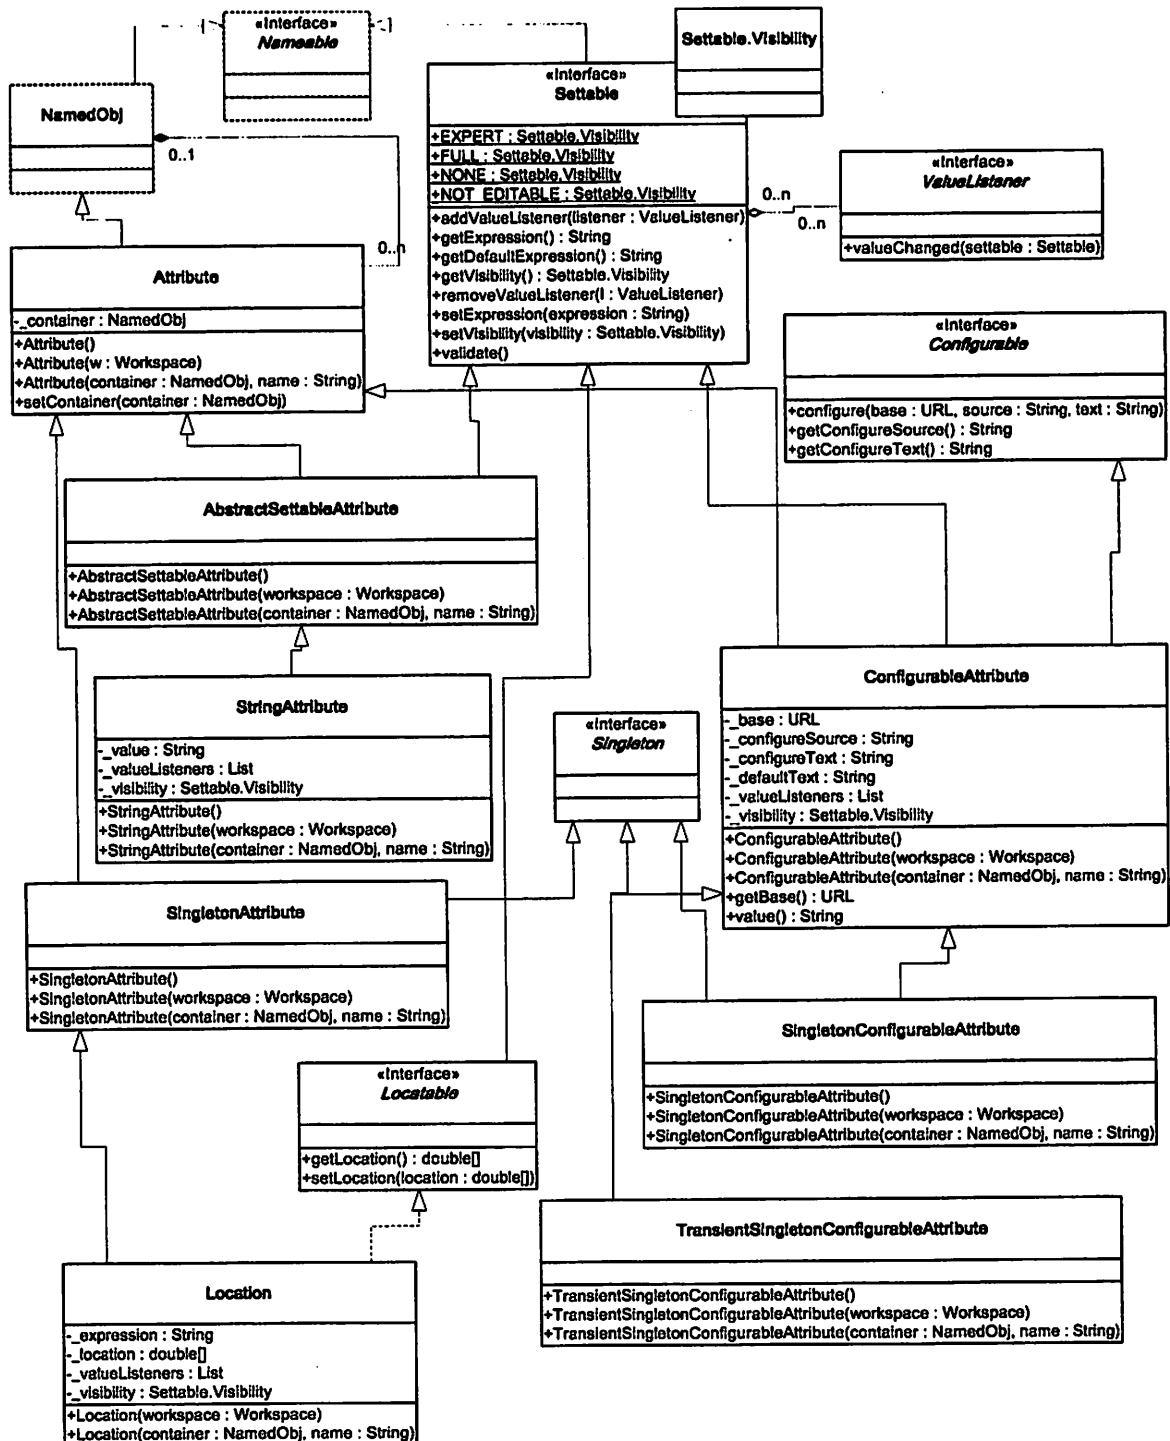 «Interface»
Nameable
Settable.Visibility
«Interface»
Settable
NamedObj
+EXPERT : Settable.Visibility
+FULL : Settable.Visibility
+NONE : Settable.Visibility
+NOT_EDITABLE : Settable.Visibility
+addValueListener(listener : ValueListener)
+getExpression() : String
+getDefaultExpression() : String
+getVisibility() : Settable.Visibility
+removeValueListener(l : ValueListener)
+setExpression(expression : String)
+setVisibility(visibility : Settable.Visibility)
+validate()
0..1
0..n
0..n
0..n
«Interface»
ValueListener
+valueChanged(settable : Settable)
Attribute
-_container : NamedObj
+Attribute()
+Attribute(w : Workspace)
+Attribute(container : NamedObj, name : String)
+setContainer(container : NamedObj)
«Interface»
Configurable
+configure(base : URL, source : String, text : String)
+getConfigureSource() : String
+getConfigureText() : String
AbstractSettableAttribute
+AbstractSettableAttribute()
+AbstractSettableAttribute(workspace : Workspace)
+AbstractSettableAttribute(container : NamedObj, name : String)
StringAttribute
-_value : String
-_valueListeners : List
-_visibility : Settable.Visibility
+StringAttribute()
+StringAttribute(workspace : Workspace)
+StringAttribute(container : NamedObj, name : String)
«Interface»
Singleton
ConfigurableAttribute
-_base : URL
-_configureSource : String
-_configureText : String
-_defaultText : String
-_valueListeners : List
-_visibility : Settable.Visibility
+ConfigurableAttribute()
+ConfigurableAttribute(workspace : Workspace)
+ConfigurableAttribute(container : NamedObj, name : String)
+getBase() : URL
+value() : String
SingletonAttribute
+SingletonAttribute()
+SingletonAttribute(workspace : Workspace)
+SingletonAttribute(container : NamedObj, name : String)
SingletonConfigurableAttribute
+SingletonConfigurableAttribute()
+SingletonConfigurableAttribute(workspace : Workspace)
+SingletonConfigurableAttribute(container : NamedObj, name : String)
«Interface»
Locatable
+getLocation() : double[]
+setLocation(location : double[])
TransientSingletonConfigurableAttribute
+TransientSingletonConfigurableAttribute()
+TransientSingletonConfigurableAttribute(workspace : Workspace)
+TransientSingletonConfigurableAttribute(container : NamedObj, name : String)
Location
-_expression : String
-_location : double[]
-_valueListeners : List
-_visibility : Settable.Visibility
+Location(workspace : Workspace)
+Location(container : NamedObj, name : String)